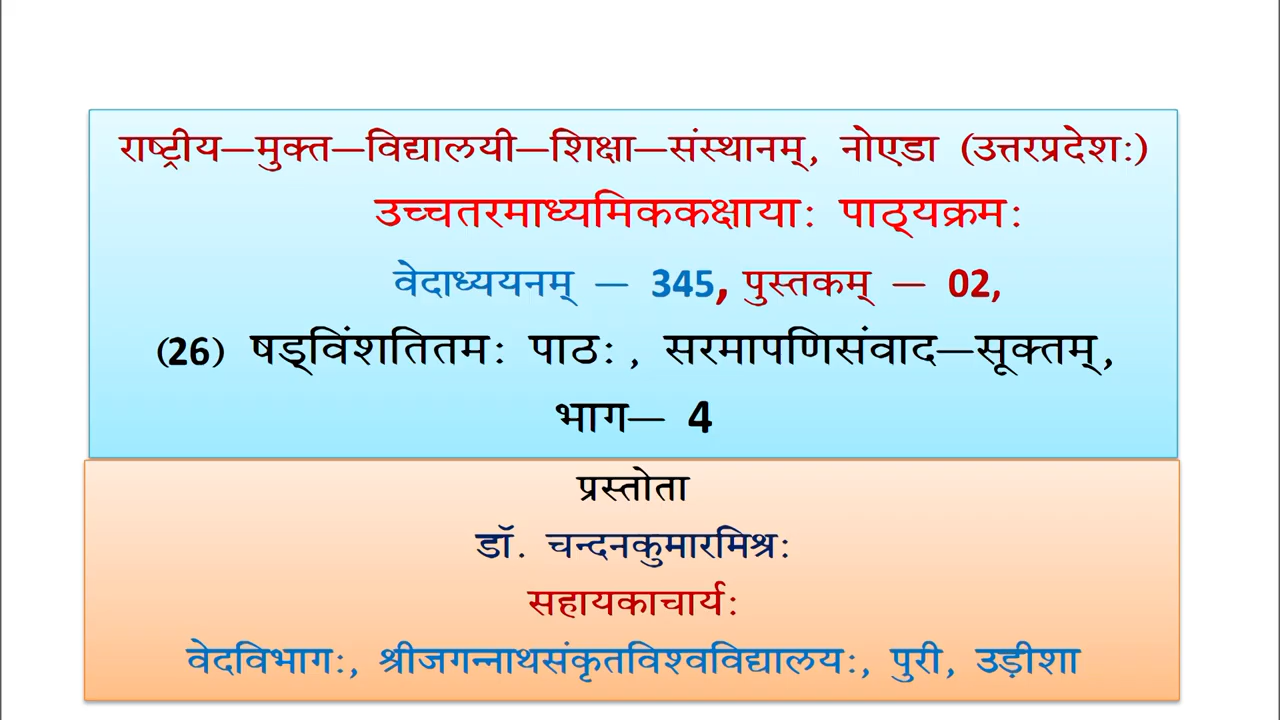 राष्ट्रीय—मुक्त—विद्यालयी—शिक्षा—संस्थानम्, नोएडा (उत्तरप्रदेशः)
उच्चतरमाध्यमिककक्षायाः पाठ्यक्रमः
वेदाध्ययनम् — 345, पुस्तकम् — 02,
(26) षड्विंशतितमः पाठः, सरमापणिसंवाद—सूक्तम्,
भाग— 4
प्रस्तोता
डॉ. चन्दनकुमारमिश्रः
सहायकाचार्यः
वेदविभागः, श्रीजगन्नाथसंकृतविश्वविद्यालयः, पुरी, उड़ीशा